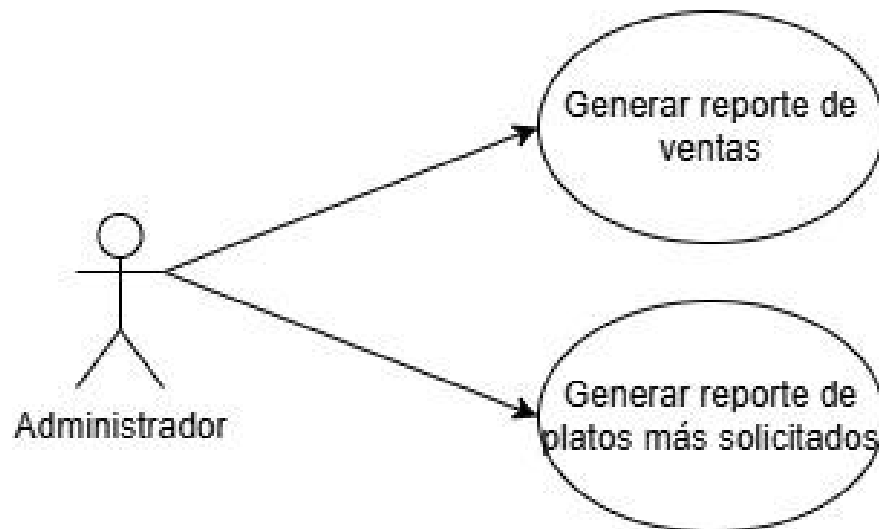 Generar reporte de
ventas
Administrador
Generar reporte de
platos más solicitados